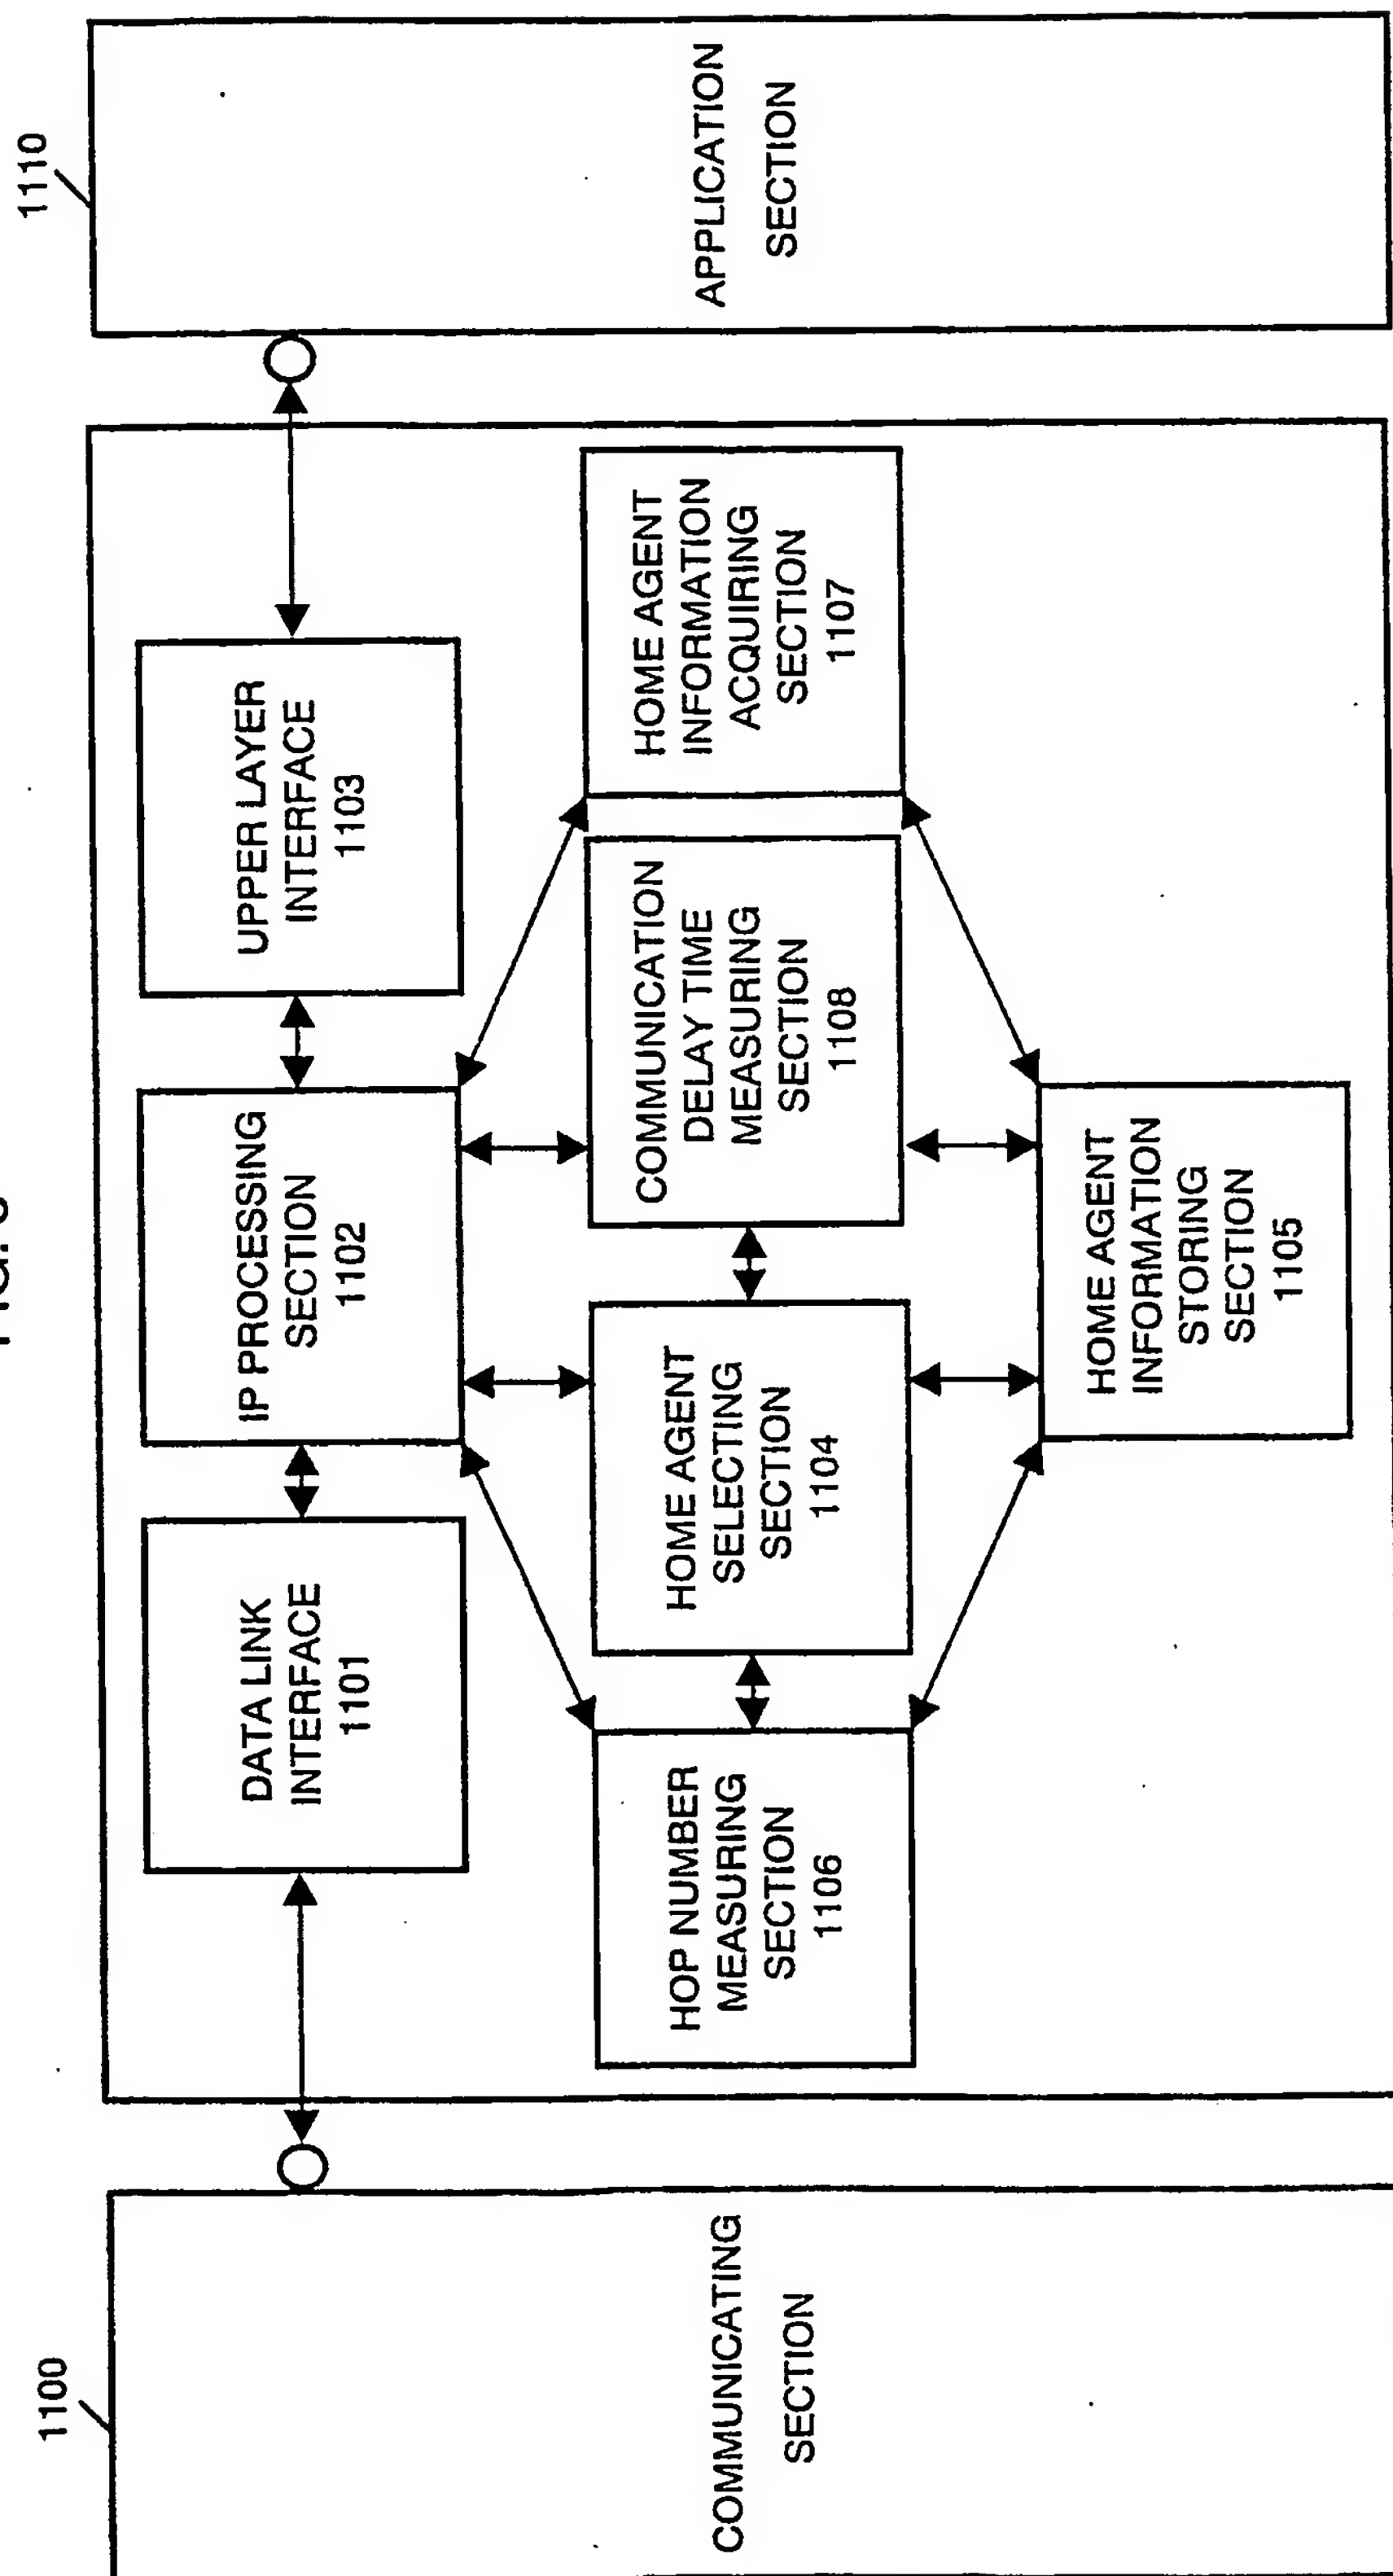 1100
COMMUNICATING
SECTION
DATA LINK
INTERFACE
1101
IP PROCESSING
SECTION
1102
UPPER LAYER
INTERFACE
1103
HOP NUMBER
MEASURING
SECTION
1106
HOME AGENT
SELECTING
SECTION
1104
COMMUNICATION
DELAY TIME
MEASURING
SECTION
1108
HOME AGENT
INFORMATION
ACQUIRING
SECTION
1107
HOME AGENT
INFORMATION
STORING
SECTION
1105
1110
APPLICATION
SECTION